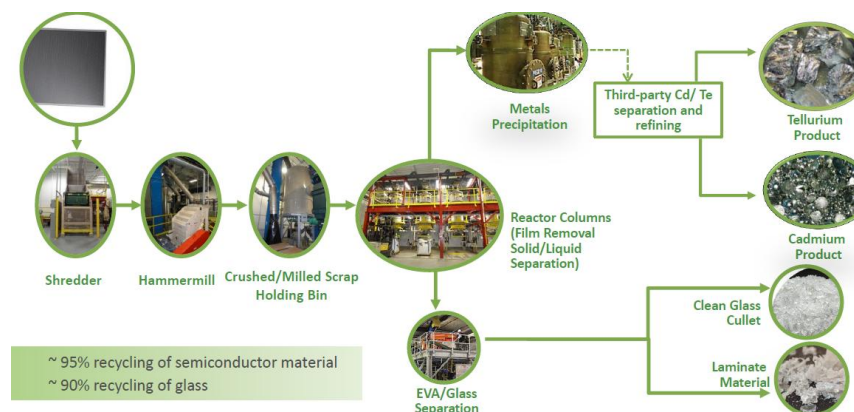 Metals
Precipitation
Third-party Cd/ Te
separation and
refining
Tellurium
Product
Cadmium
Product
Shredder
Hammermill
Crushed/Milled Scrap
Holding Bin
Reactor Columns
(Film Removal
Solid/Liquid
Separation)
Clean Glass
Cullet
Laminate
Material
EVA/Glass
Separation
~ 95% recycling of semiconductor material
~ 90% recycling of glass